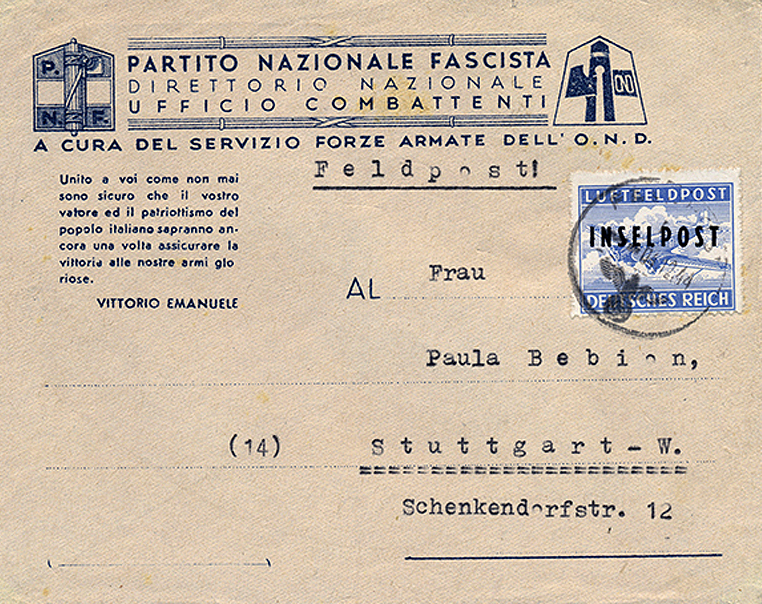 P. N. F.
PARTITO NAZIONALE FASCISTA
DIRETTORIO NAZIONALE
UFFICIO COMBATTENTI
A CURA DEL SERVIZIO FORZE ARMATE DELL' O.N.D.
Feldpost!
Unito a voi come non mai
sono sicuro che il vostro
valore ed il patriottismo del
popolo italiano sapranno an-
cora una volta assicurare la
vittoria alle nostre armi glo
riose.
VITTORIO EMANUELE
LUFTFELDPOST
INSELPOST
DEUTSCHES REICH
AL
Frau
Paula Bebion,
(14) Stuttgart-W.
Schenkendorfstr. 12